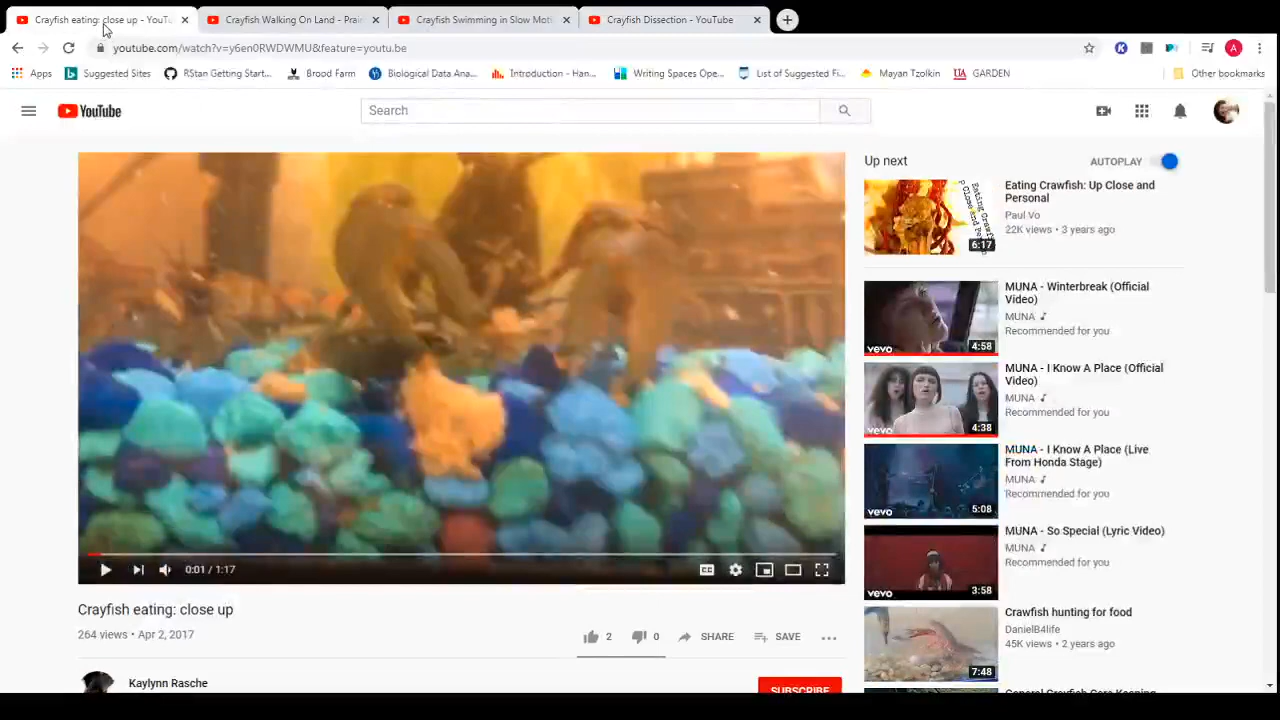 Crayfish eating: close up - YouTu
Crayfish Walking On Land - Prair
Crayfish Swimming in Slow Moti
Crayfish Dissection - YouTube
youtube.com/watch?v=y6en0RWDWMU&feature=youtu.be
A
Apps
Suggested Sites
RStan Getting Start...
Brood Farm
Biological Data Ana...
Introduction - Han...
Writing Spaces Ope...
List of Suggested Fi...
Mayan Tzolkin
GARDEN
Other bookmarks
YouTube
Search
Up next
AUTOPLAY
Eating Crawfish: Up Close and
Personal
Paul Vo
22K views • 3 years ago
6:17
MUNA - Winterbreak (Official
Video)
MUNA
Recommended for you
vevo
4:58
MUNA - I Know A Place (Official
Video)
MUNA
Recommended for you
vevo
4:38
MUNA - I Know A Place (Live
From Honda Stage)
MUNA
Recommended for you
vevo
5:08
MUNA - So Special (Lyric Video)
MUNA
Recommended for you
vevo
3:58
Crawfish hunting for food
DanielB4life
45K views • 2 years ago
7:48
0:01 / 1:17
Crayfish eating: close up
264 views • Apr 2, 2017
2
0
SHARE
SAVE
Kaylynn Rasche
SUBSCRIBE